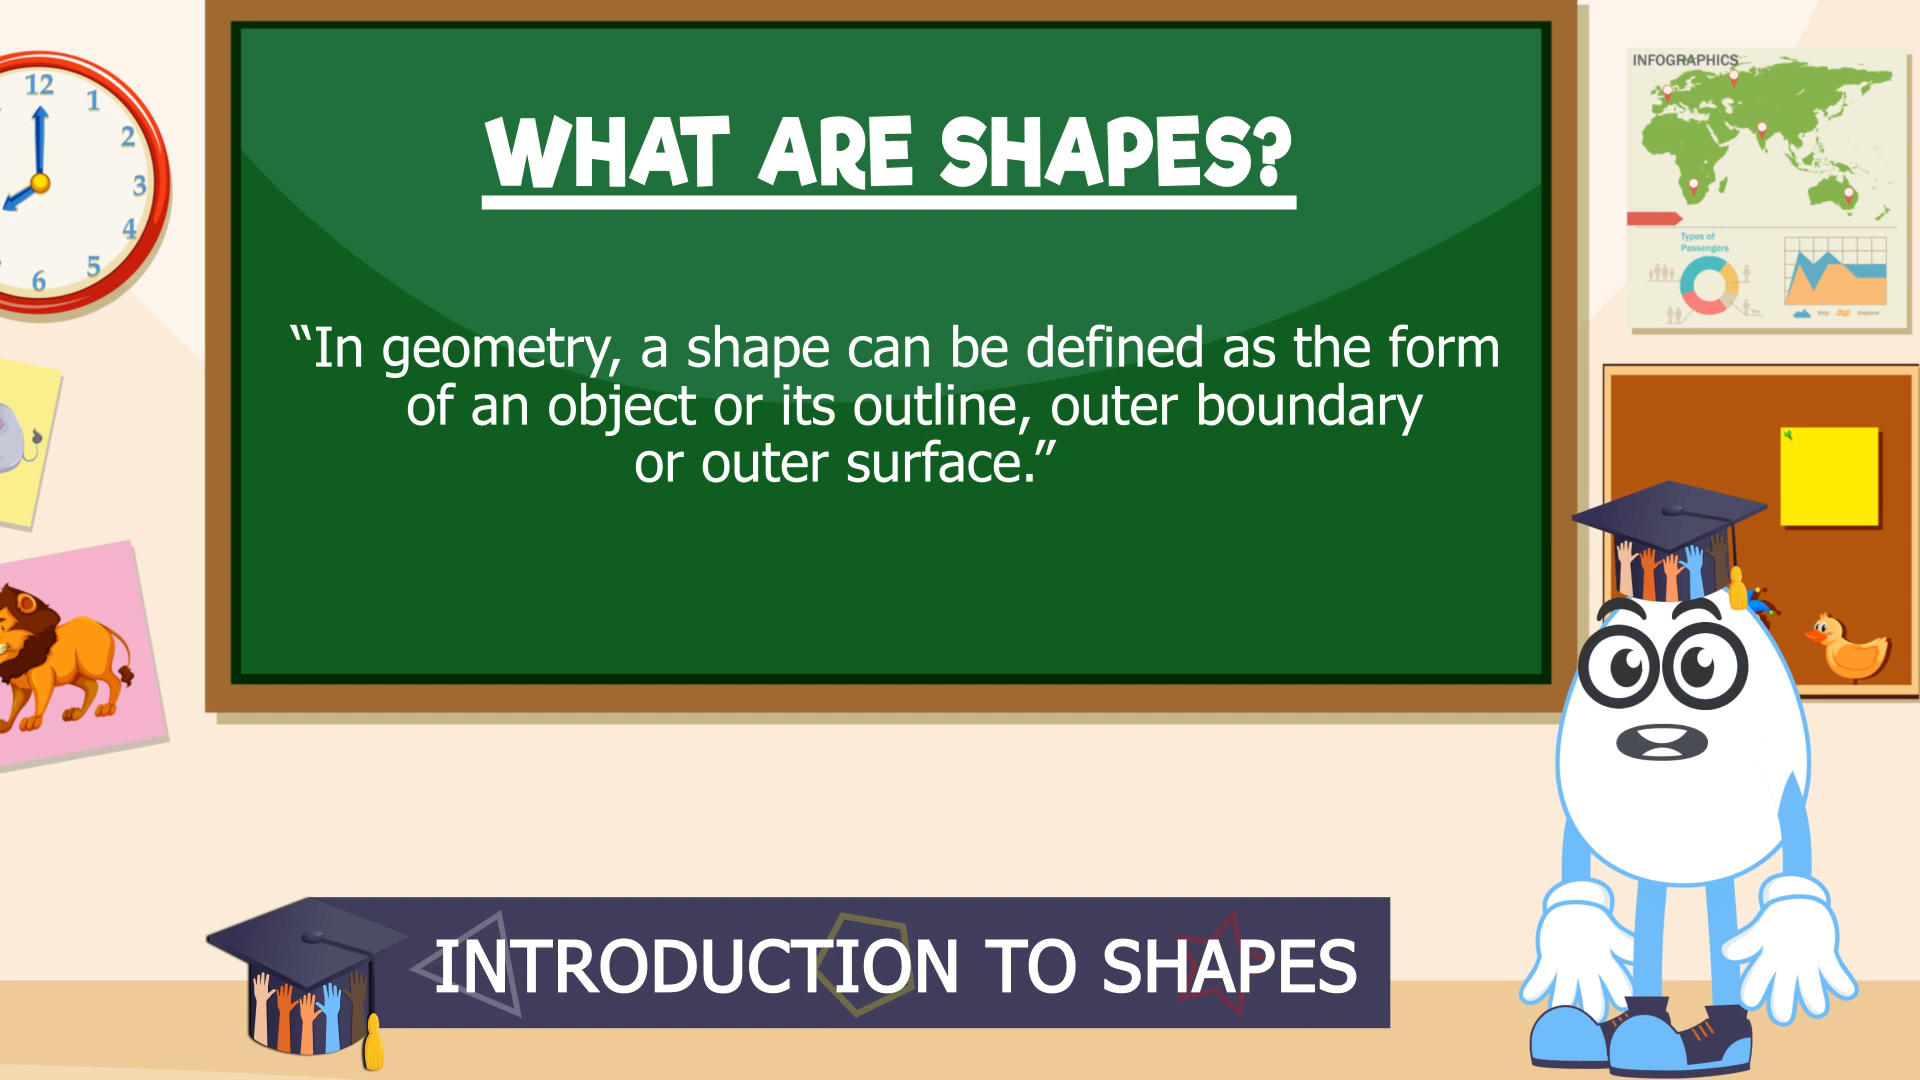 WHAT ARE SHAPES?
“In geometry, a shape can be defined as the form
of an object or its outline, outer boundary
or outer surface.”
INTRODUCTION TO SHAPES
12
1
2
3
4
5
6
INFOGRAPHICS
Types of
Passengers